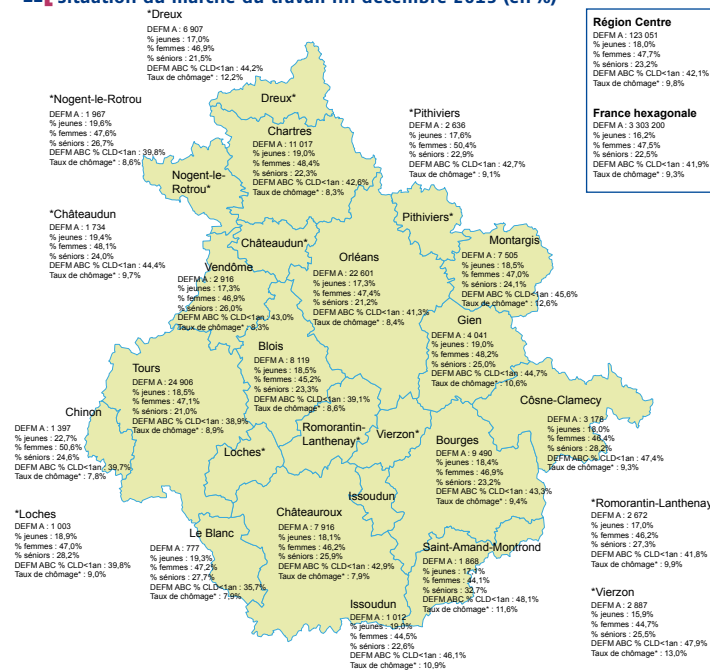 situation du marché du travail fin décembre 2015 (en %)
*Dreux
DEFM A : 6 907
% jeunes : 17,0%
% femmes : 46,9%
% séniors : 21,5%
DEFM ABC % CLD<1an : 44,2%
Taux de chômage* : 12,2%
Région Centre
DEFM A : 123 051
% jeunes : 18,0%
% femmes : 47,7%
% séniors : 23,2%
DEFM ABC % CLD<1an : 42,1%
Taux de chômage* : 9,8%
France hexagonale
DEFM A : 3 303 200
% jeunes : 16,2%
% femmes : 47,5%
% séniors : 22,5%
DEFM ABC % CLD<1an : 41,9%
Taux de chômage* : 9,3%
*Nogent-le-Rotrou
DEFM A : 1 967
% jeunes : 19,6%
% femmes : 47,6%
% séniors : 26,7%
DEFM ABC % CLD<1an : 39,8%
Taux de chômage* : 8,6%
Dreux*
Chartres
DEFM A : 11 017
% jeunes : 19,0%
% femmes : 48,4%
% séniors : 22,3%
DEFM ABC % CLD<1an : 42,6%
Taux de chômage* : 8,3%
*Pithiviers
DEFM A : 2 636
% jeunes : 17,6%
% femmes : 50,4%
% séniors : 22,9%
DEFM ABC % CLD<1an : 42,7%
Taux de chômage* : 9,1%
Nogent-le-
Rotrou*
*Châteaudun
DEFM A : 1 734
% jeunes : 19,4%
% femmes : 48,1%
% séniors : 24,0%
DEFM ABC % CLD<1an : 44,4%
Taux de chômage* : 9,7%
Châteaudun*
Pithiviers*
Montargis
DEFM A : 7 505
% jeunes : 18,5%
% femmes : 47,0%
% séniors : 24,1%
DEFM ABC % CLD<1an : 45,6%
Taux de chômage* : 12,6%
Vendôme
DEFM A : 2 916
% jeunes : 17,3%
% femmes : 46,9%
% séniors : 26,0%
DEFM ABC % CLD<1an : 43,0%
Taux de chômage* : 8,3%
Orléans
DEFM A : 22 601
% jeunes : 17,3%
% femmes : 47,4%
% séniors : 21,2%
DEFM ABC % CLD<1an : 41,3%
Taux de chômage* : 8,4%
Gien
DEFM A : 4 041
% jeunes : 19,0%
% femmes : 48,2%
% séniors : 25,0%
DEFM ABC % CLD<1an : 44,7%
Taux de chômage* : 10,6%
Blois
DEFM A : 8 119
% jeunes : 18,5%
% femmes : 45,2%
% séniors : 23,3%
DEFM ABC % CLD<1an : 39,1%
Taux de chômage* : 8,6%
Tours
DEFM A : 24 906
% jeunes : 18,5%
% femmes : 47,1%
% séniors : 21,0%
DEFM ABC % CLD<1an : 38,9%
Taux de chômage* : 8,9%
Côsne-Clamecy
DEFM A : 3 178
% jeunes : 18,0%
% femmes : 46,4%
% séniors : 28,2%
DEFM ABC % CLD<1an : 47,4%
Taux de chômage* : 9,3%
Chinon
DEFM A : 1 397
% jeunes : 22,7%
% femmes : 50,6%
% séniors : 24,6%
DEFM ABC % CLD<1an : 39,7%
Taux de chômage* : 7,8%
Romorantin-
Lanthenay*
Vierzon*
Loches*
Bourges
DEFM A : 9 490
% jeunes : 18,4%
% femmes : 46,9%
% séniors : 23,2%
DEFM ABC % CLD<1an : 43,3%
Taux de chômage* : 9,4%
Issoudun
*Loches
DEFM A : 1 003
% jeunes : 18,9%
% femmes : 47,0%
% séniors : 28,2%
DEFM ABC % CLD<1an : 39,8%
Taux de chômage* : 9,0%
Châteauroux
DEFM A : 7 916
% jeunes : 18,1%
% femmes : 46,2%
% séniors : 25,9%
DEFM ABC % CLD<1an : 42,9%
Taux de chômage* : 7,9%
*Romorantin-Lanthenay
DEFM A : 2 672
% jeunes : 17,0%
% femmes : 46,2%
% séniors : 27,3%
DEFM ABC % CLD<1an : 41,8%
Taux de chômage* : 9,9%
Le Blanc
DEFM A : 777
% jeunes : 19,3%
% femmes : 47,2%
% séniors : 27,7%
DEFM ABC % CLD<1an : 35,7%
Taux de chômage* : 7,9%
Saint-Amand-Montrond
DEFM A : 1 868
% jeunes : 17,1%
% femmes : 44,1%
% séniors : 32,7%
DEFM ABC % CLD<1an : 48,1%
Taux de chômage* : 11,6%
*Vierzon
DEFM A : 2 887
% jeunes : 15,9%
% femmes : 44,7%
% séniors : 25,5%
DEFM ABC % CLD<1an : 47,9%
Taux de chômage* : 13,0%
Issoudun
DEFM A : 1 012
% jeunes : 19,0%
% femmes : 44,5%
% séniors : 22,6%
DEFM ABC % CLD<1an : 46,1%
Taux de chômage* : 10,9%